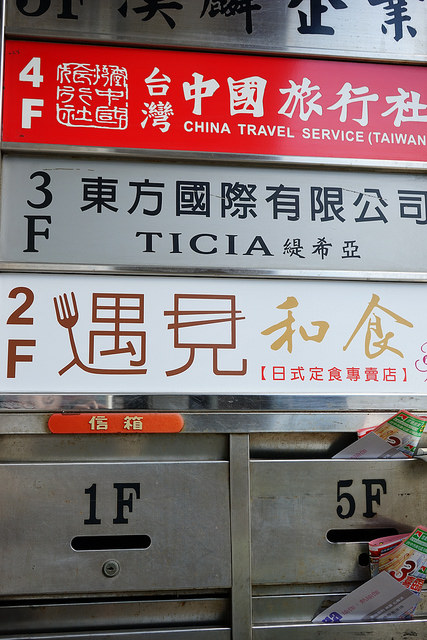 漢麟企業
4F
台灣中國旅行社
CHINA TRAVEL SERVICE (TAIWAN
3F
東方國際有限公司
TICIA 緹希亞
2F
遇見和食
【日式定食專賣店】
信箱
1F
5F